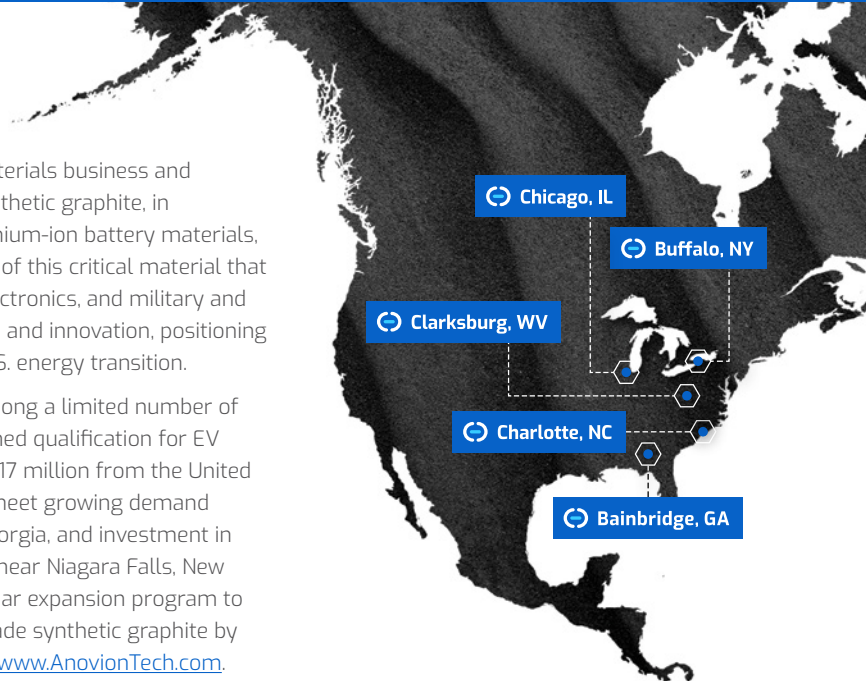 terials business and
thetic graphite, in
nium-ion battery materials,
of this critical material that
ctronics, and military and
and innovation, positioning
S. energy transition.
ong a limited number of
ned qualification for EV
17 million from the United
neet growing demand
orgia, and investment in
near Niagara Falls, New
ar expansion program to
ade synthetic graphite by
www.AnovionTech.com.
Chicago, IL
Buffalo, NY
Clarksburg, WV
Charlotte, NC
Bainbridge, GA